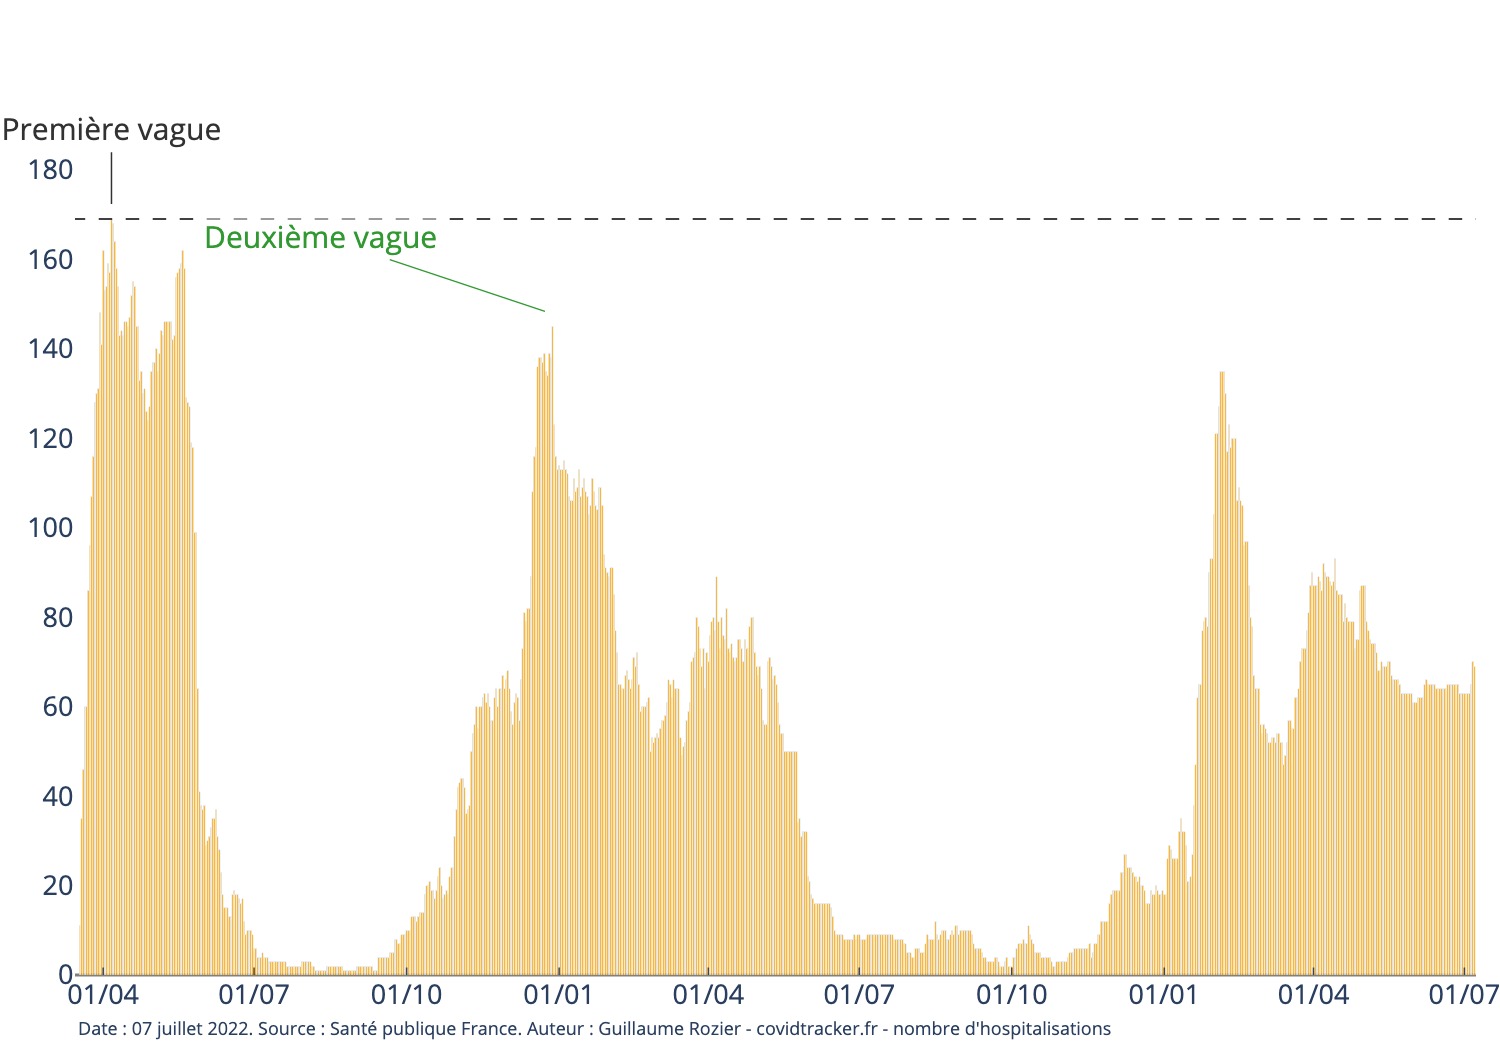 Première vague
180
Deuxième vague
160
140
120
100
80
60
40
20
0
01/04 01/07 01/10 01/01 01/04 01/07 01/10 01/01 01/04 01/07
Date : 07 juillet 2022. Source : Santé publique France. Auteur : Guillaume Rozier - covidtracker.fr - nombre d'hospitalisations